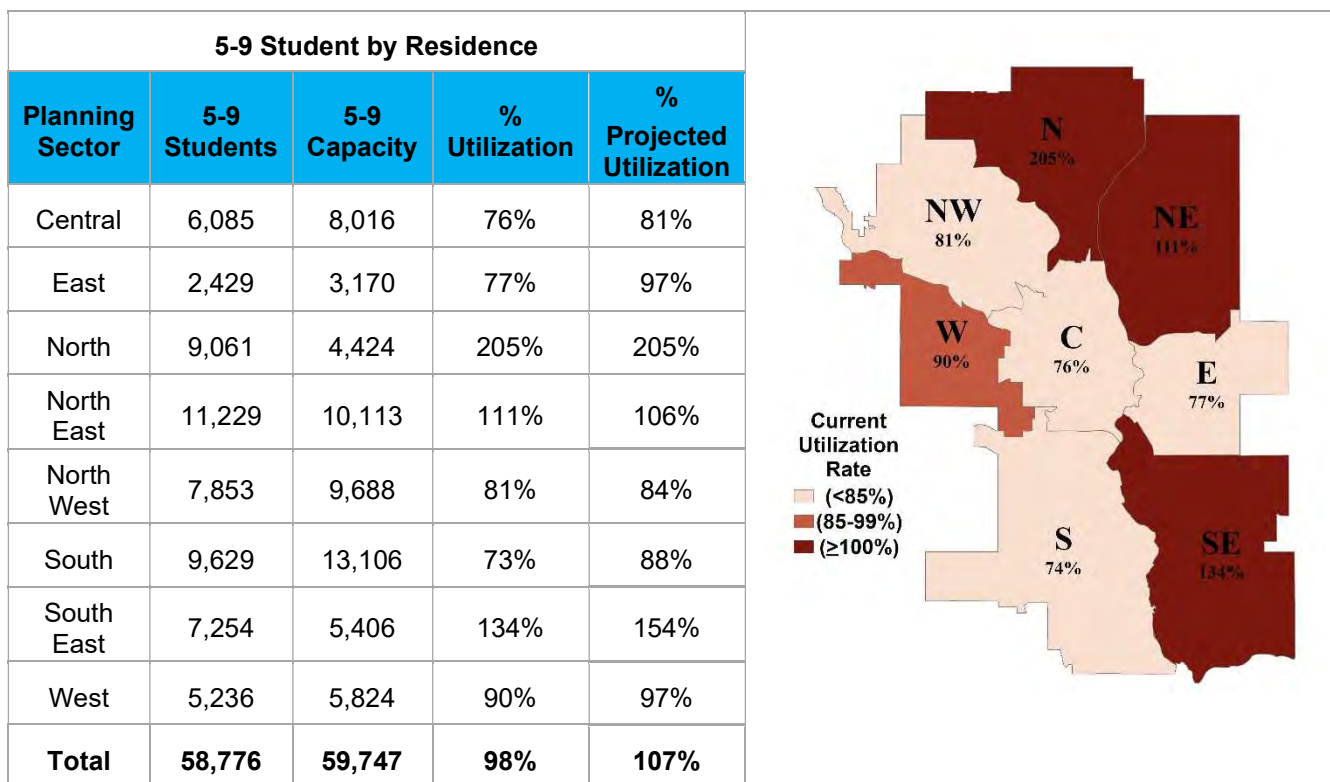 5-9 Student by Residence
Planning Sector
5-9 Students
5-9 Capacity
% Utilization
% Projected Utilization
Central 6,085 8,016 76% 81%
East 2,429 3,170 77% 97%
North 9,061 4,424 205% 205%
North East 11,229 10,113 111% 106%
North West 7,853 9,688 81% 84%
South 9,629 13,106 73% 88%
South East 7,254 5,406 134% 154%
West 5,236 5,824 90% 97%
Total 58,776 59,747 98% 107%
N
205%
NW
81%
NE
111%
W
90%
C
76%
E
77%
S
74%
SE
134%
Current
Utilization
Rate
(<85%)
(85-99%)
(≥100%)